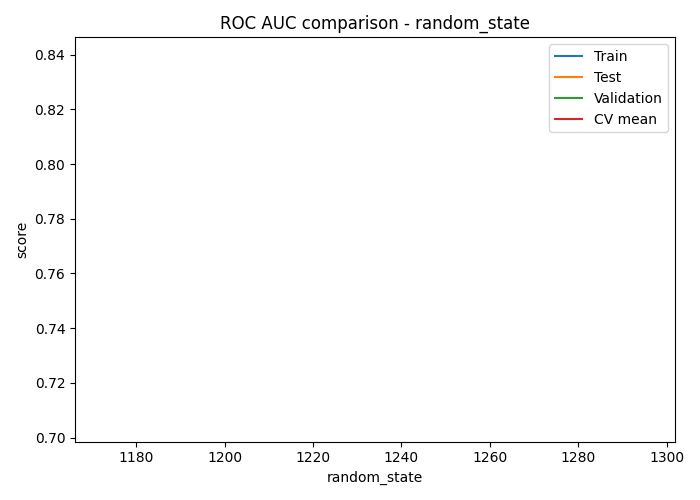 ROC AUC comparison - random_state
Train
Test
Validation
CV mean
0.84
0.82
0.80
0.78
0.76
0.74
0.72
0.70
score
1180 1200 1220 1240 1260 1280 1300
random_state